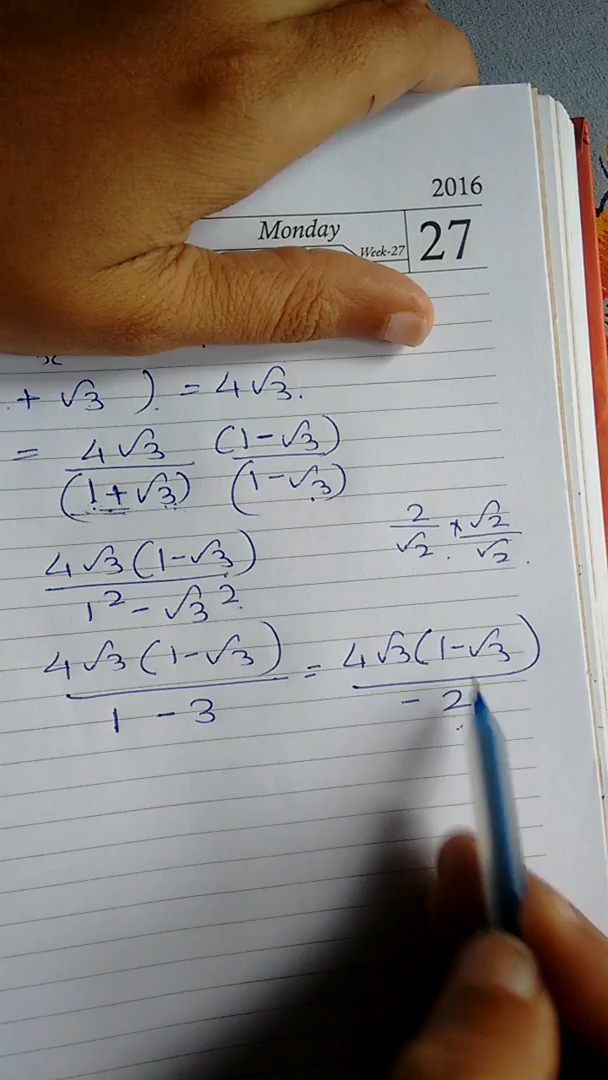 2016
Monday
Week-27 27
+ √3 ) = 4√3.
= 4√3/(1+√3) (1-√3)/(1-√3)
2/√2 × √2/√2
4√3(1-√3)/1² - √3²
4√3(1-√3)/1 - 3 = 4√3(1-√3)/-2